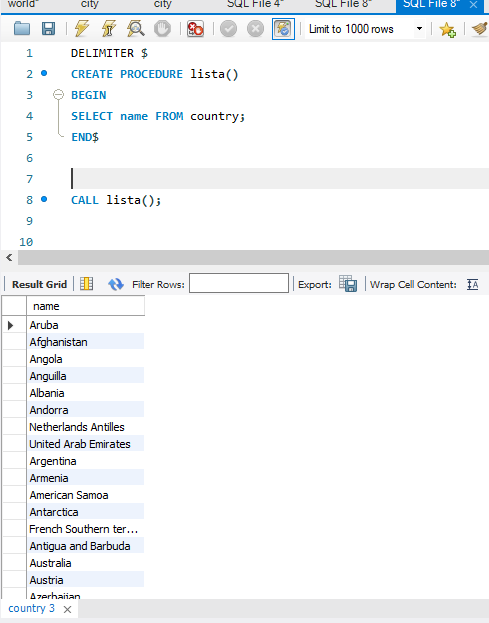 world"
city
city
SQL File 4"
SQL File 8"
SQL File 8" ×
Limit to 1000 rows
1 DELIMITER $
2 CREATE PROCEDURE lista()
3 BEGIN
4 SELECT name FROM country;
5 END$
6
7
8 CALL lista();
9
10
Result Grid Filter Rows: Export: Wrap Cell Content:
name
Aruba
Afghanistan
Angola
Anguilla
Albania
Andorra
Netherlands Antilles
United Arab Emirates
Argentina
Armenia
American Samoa
Antarctica
French Southern ter...
Antigua and Barbuda
Australia
Austria
Azerbaijan
country 3 ×